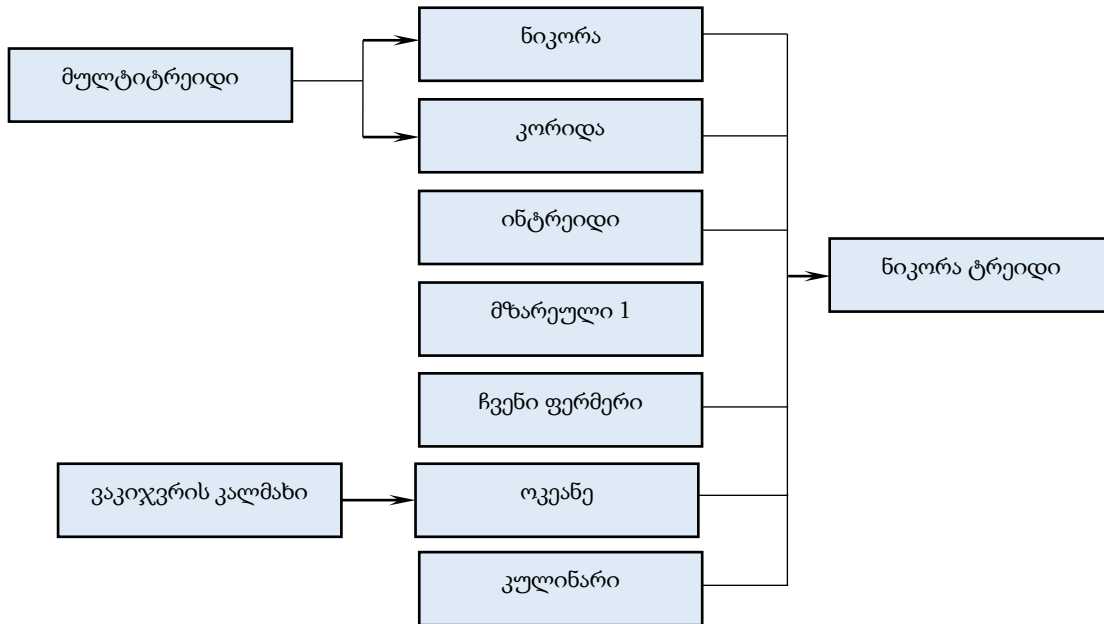 ნიკორა
მულტიტრეიდი
კორიდა
ინტრეიდი
ნიკორა ტრეიდი
მზარეული 1
ჩვენი ფერმერი
ვაკიჯვრის კალმახი
ოკეანე
კულინარი